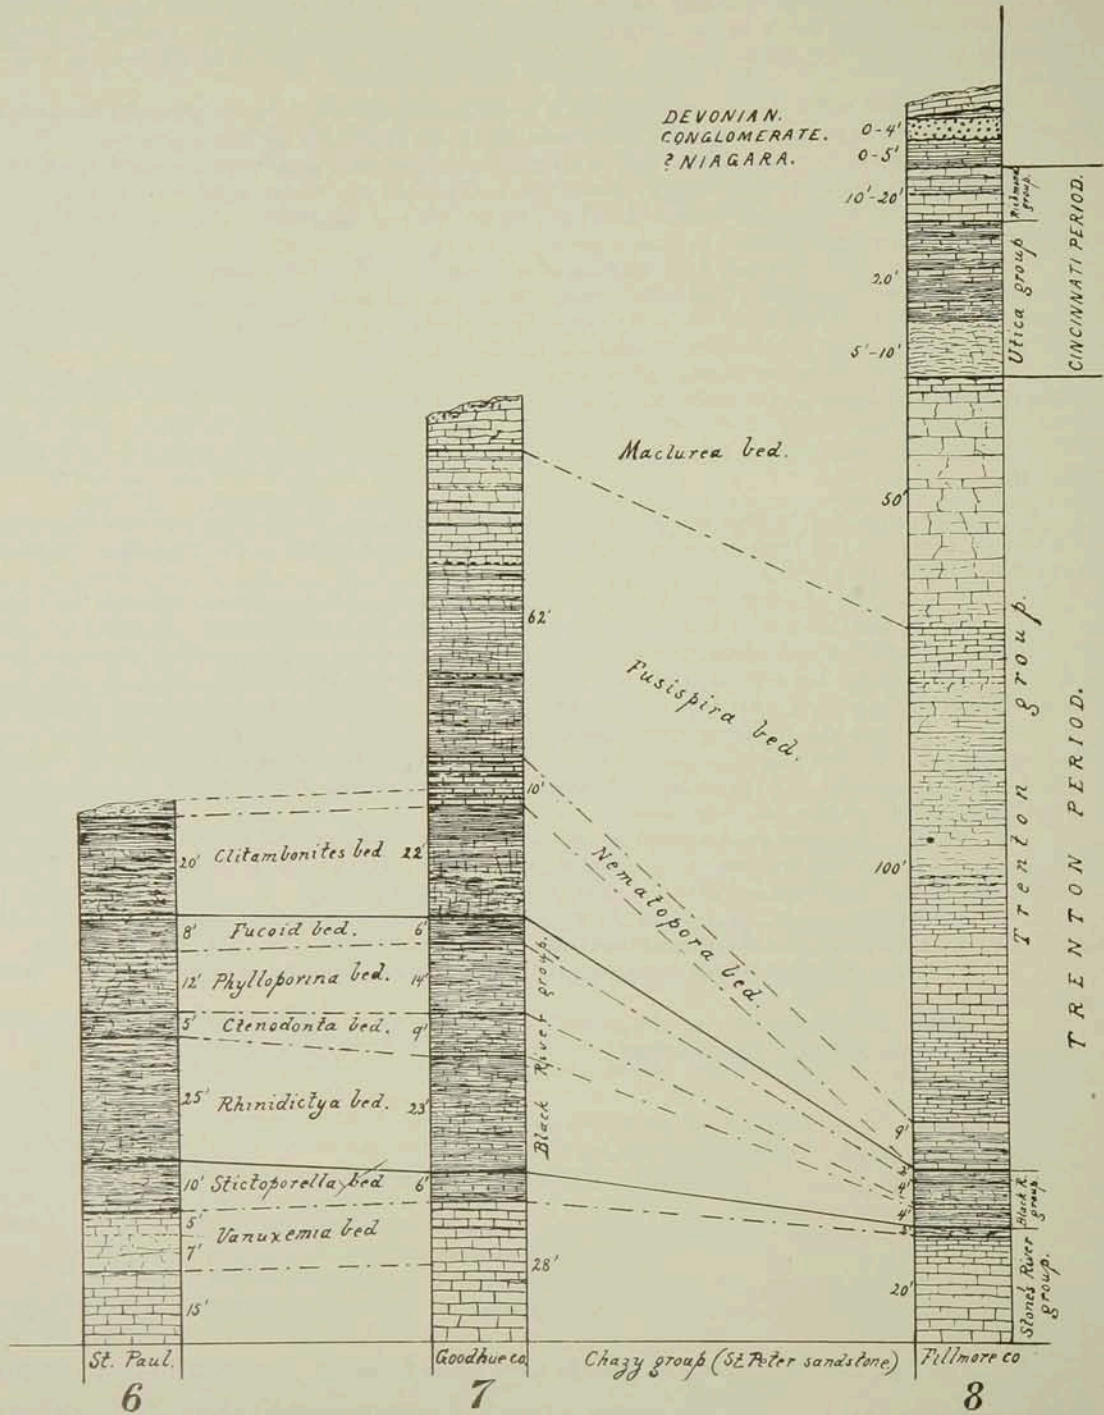 DEVONIAN.
CONGLOMERATE. 0-4'
? NIAGARA. 0-5'
10'-20'
Richmond group.
20'
Utica group
5'-10'
CINCINNATI PERIOD.
Maclurea bed.
50'
62'
Fusispira bed.
Trenton group.
TRENTON PERIOD.
10'
Nematopora bed.
100'
20' Clitambonites bed 22'
8' Fucoid bed. 6'
12' Phylloporina bed. 14'
5' Ctenodonta bed. 9'
25' Rhinidictya bed. 23'
10' Stictoporella bed 6'
5' Vanuxemia bed
7'
15'
28'
Black River group.
9'
4'
4'
Black R. group.
20'
Stones River group.
St. Paul.
Goodhue co.
Chazy group (St. Peter sandstone)
Fillmore co
6
7
8